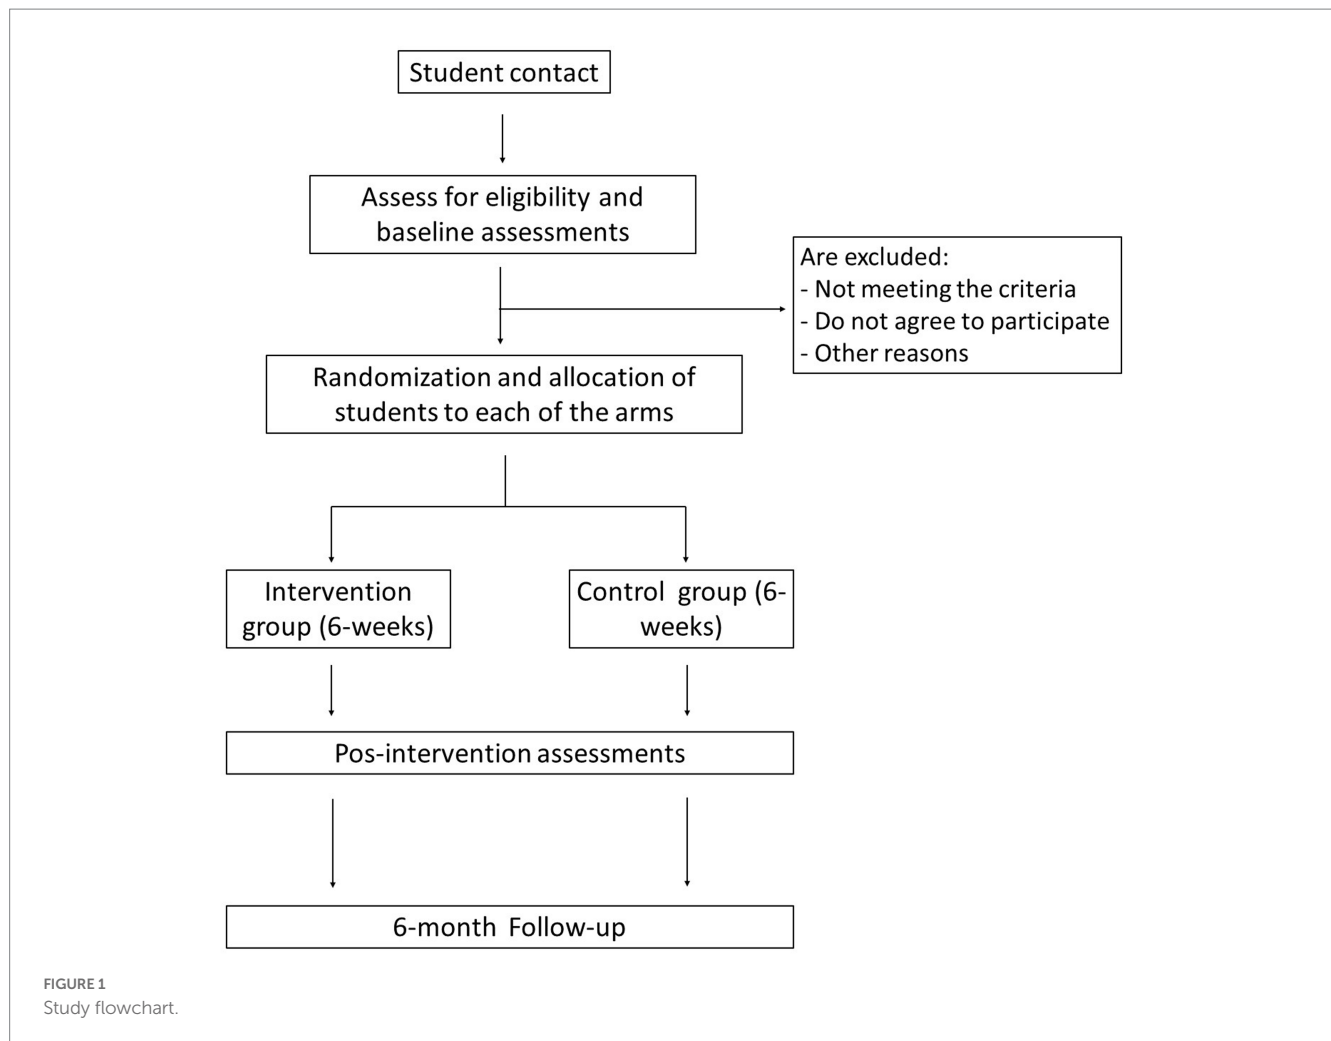 Student contact
Assess for eligibility and
baseline assessments
Are excluded:
- Not meeting the criteria
- Do not agree to participate
- Other reasons
Randomization and allocation of
students to each of the arms
Intervention
group (6-weeks)
Control group (6-
weeks)
Pos-intervention assessments
6-month Follow-up
FIGURE 1
Study flowchart.